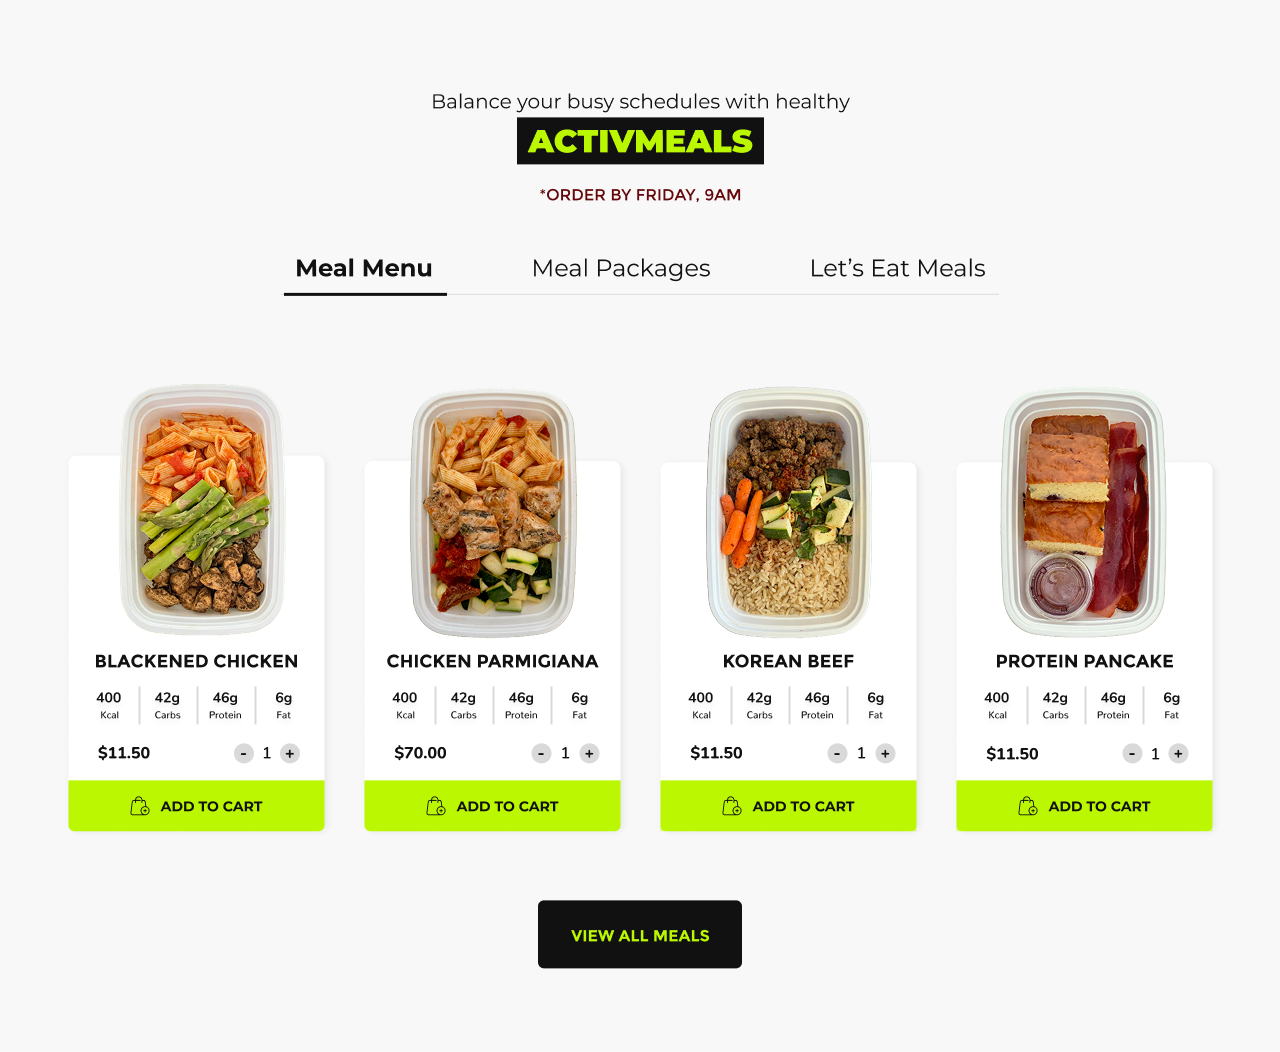 Balance your busy schedules with healthy
ACTIVMEALS
*ORDER BY FRIDAY, 9AM
Meal Menu Meal Packages Let’s Eat Meals
BLACKENED CHICKEN
400 42g 46g 6g
Kcal Carbs Protein Fat
$11.50 - 1 +
ADD TO CART
CHICKEN PARMIGIANA
400 42g 46g 6g
Kcal Carbs Protein Fat
$70.00 - 1 +
ADD TO CART
KOREAN BEEF
400 42g 46g 6g
Kcal Carbs Protein Fat
$11.50 - 1 +
ADD TO CART
PROTEIN PANCAKE
400 42g 46g 6g
Kcal Carbs Protein Fat
$11.50 - 1 +
ADD TO CART
VIEW ALL MEALS